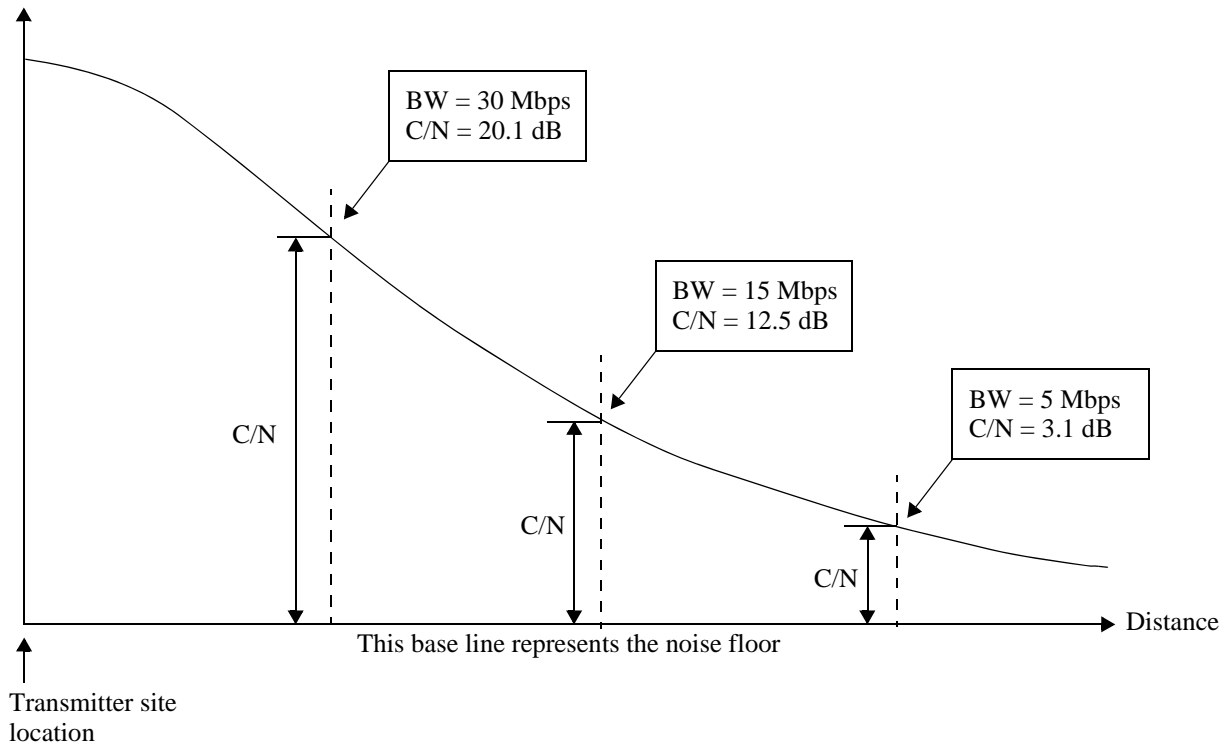 BW = 30 Mbps
C/N = 20.1 dB
BW = 15 Mbps
C/N = 12.5 dB
BW = 5 Mbps
C/N = 3.1 dB
C/N
C/N
C/N
Distance
This base line represents the noise floor
Transmitter site
location